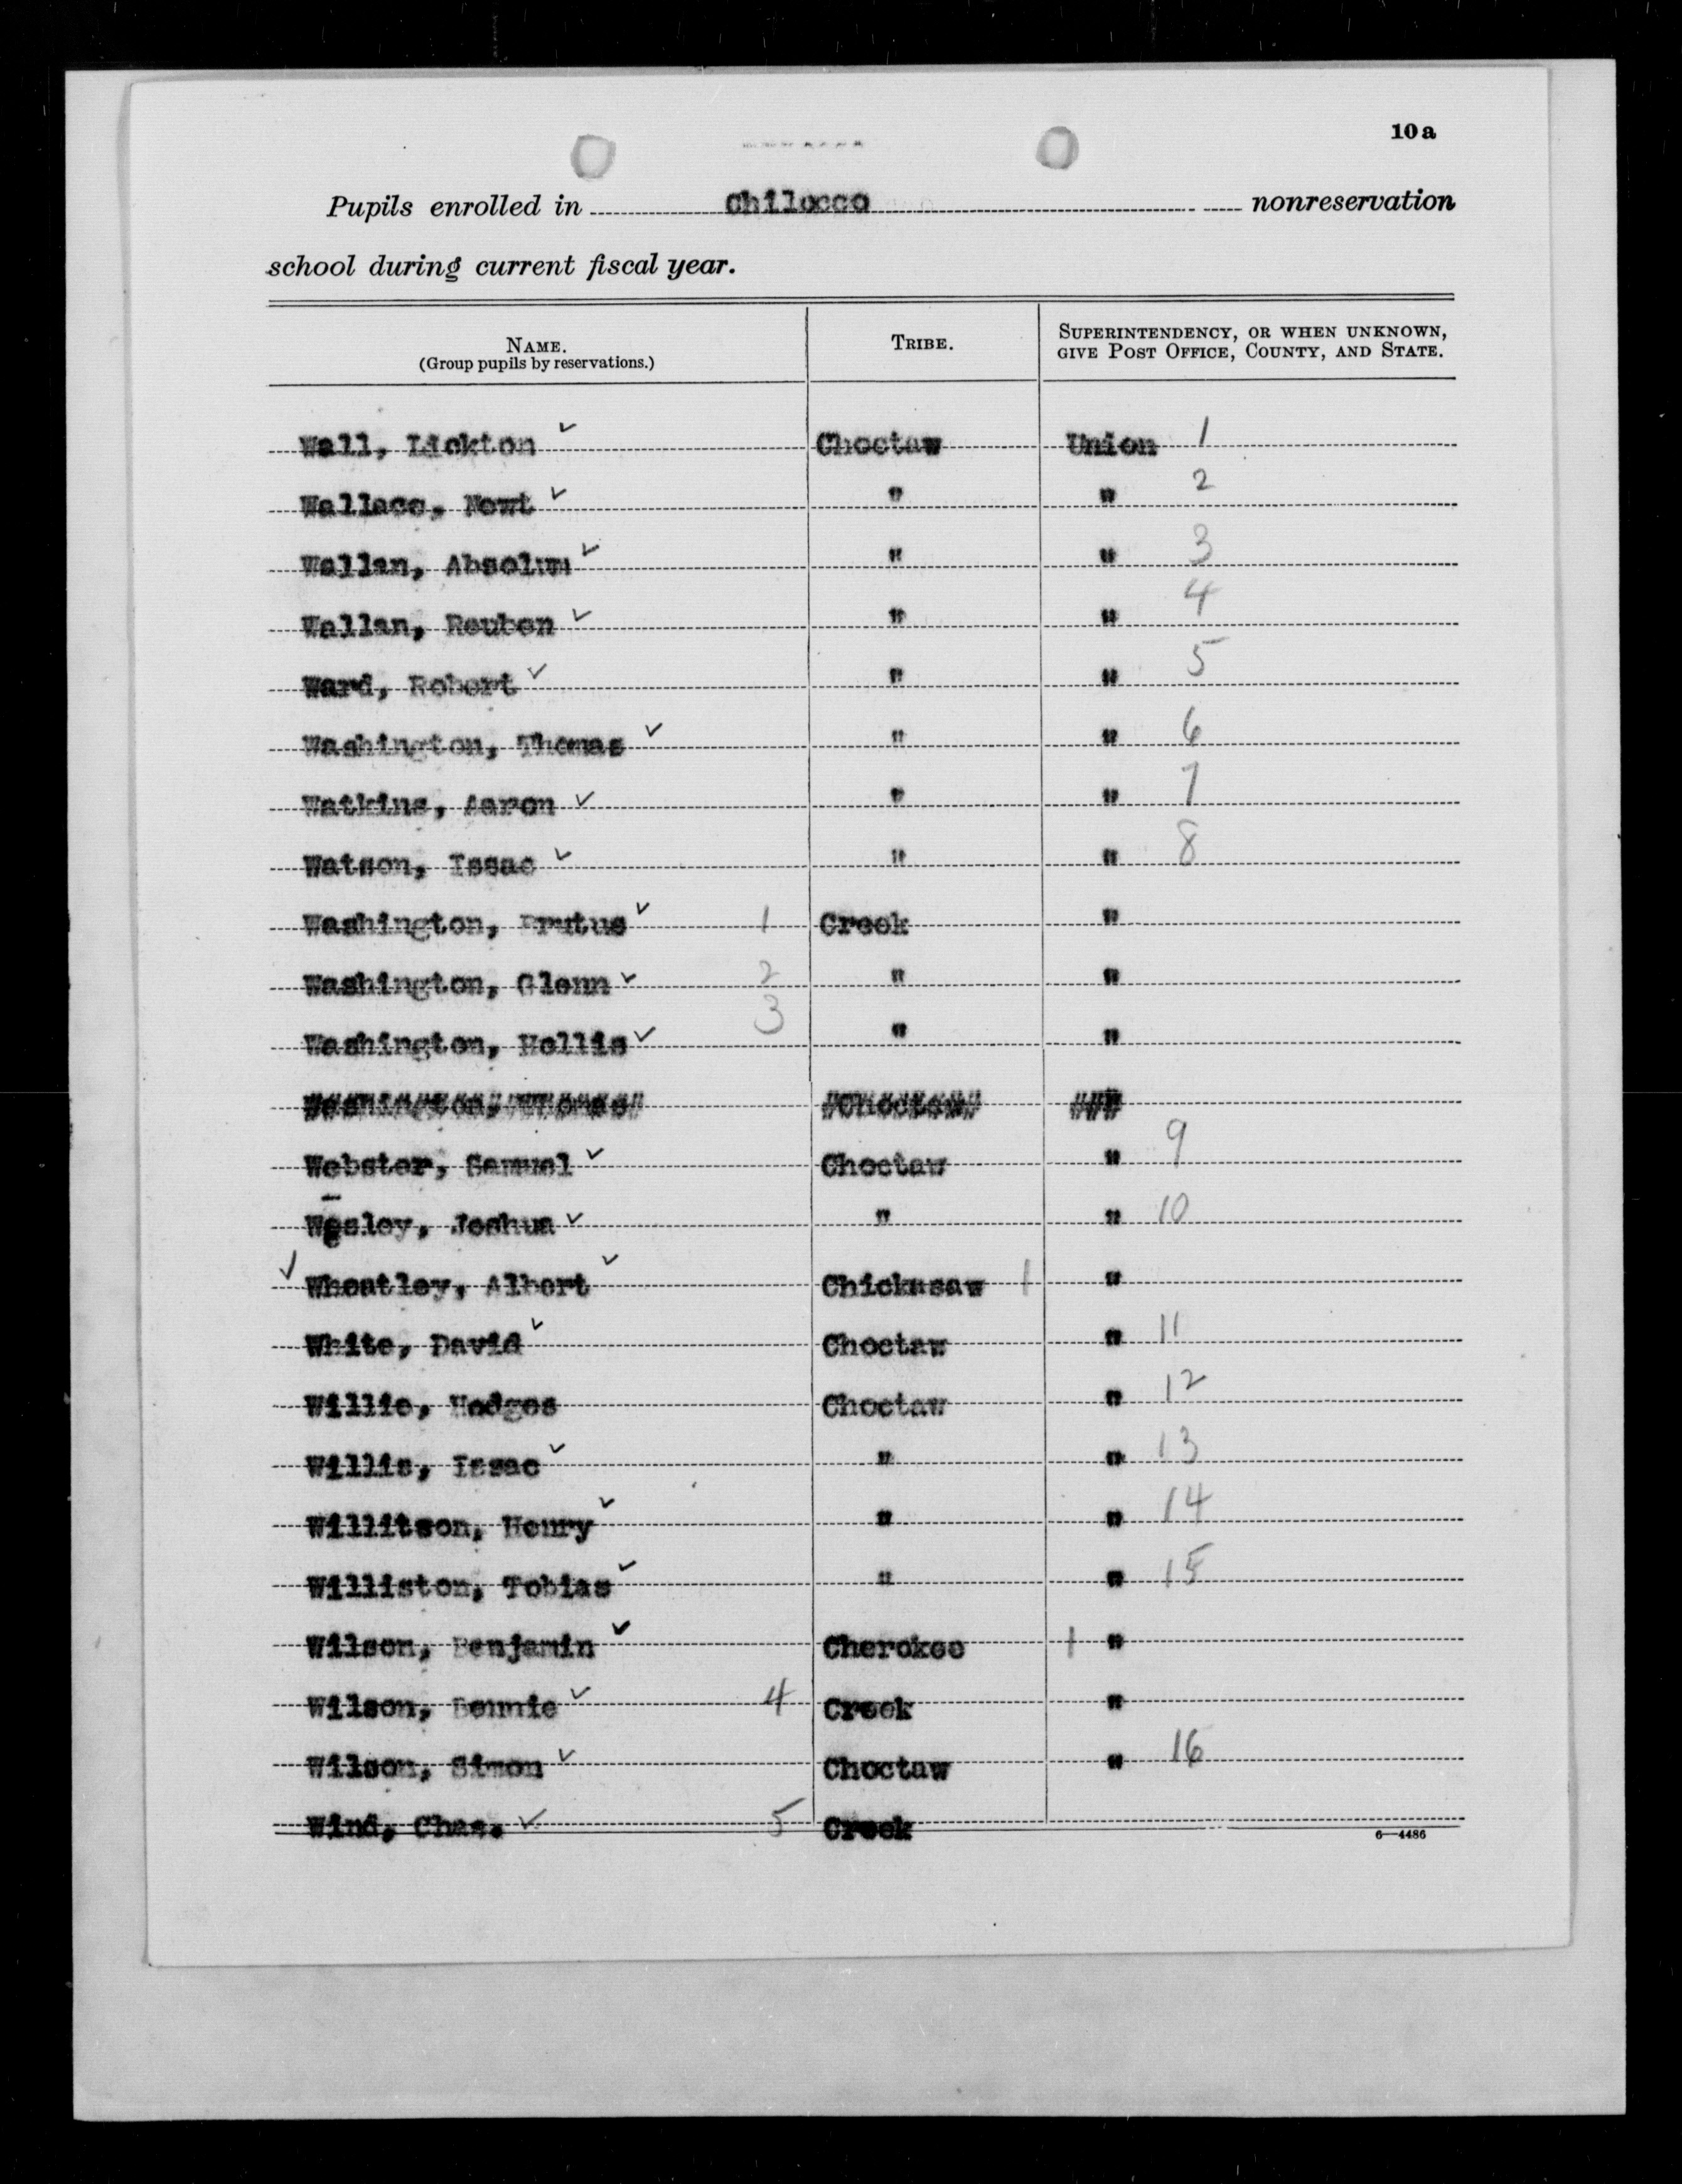 10 a
Pupils enrolled in Chilocco nonreservation
school during current fiscal year.
NAME. (Group pupils by reservations.) TRIBE. SUPERINTENDENCY, OR WHEN UNKNOWN, GIVE POST OFFICE, COUNTY, AND STATE.
Wall, Lickton ✓ Choctaw Union 1
Wallace, Newt ✓ " " 2
Wallan, Absolum ✓ " " 3
Wallan, Reuben ✓ " " 4
Ward, Robert ✓ " " 5
Washington, Thomas ✓ " " 6
Watkins, Aaron ✓ " " 7
Watson, Issac ✓ " " 8
Washington, Brutus ✓ 1 Creek "
Washington, Glenn ✓ 2 " "
Washington, Hollis ✓ 3 " "
Washington, Thomas Choctaw ###
Webster, Samuel ✓ Choctaw " 9
Wesley, Joshua ✓ " " 10
✓ Wheatley, Albert ✓ Chickasaw 1 "
White, David ✓ Choctaw " 11
Willie, Hodges Choctaw " 12
Willis, Issac ✓ " " 13
Willitson, Henry ✓ " " 14
Williston, Tobias ✓ " " 15
Wilson, Benjamin ✓ Cherokee 1 "
Wilson, Bennie ✓ 4 Creek "
Wilson, Simon ✓ Choctaw " 16
Wind, Chas. ✓ 5 Creek
6—4486